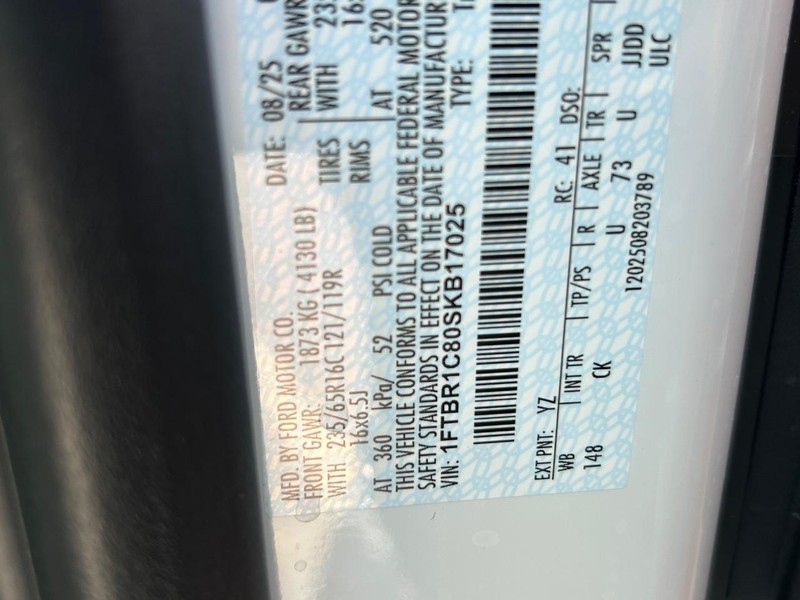 MFD. BY FORD MOTOR CO.
DATE: 08/25
FRONT GAWR: 1873 KG ( 4130 LB)
REAR GAWR
WITH 235/65R16C 121/119R TIRES WITH
16x6.5J RIMS
AT 360 kPa/ 52 PSI COLD AT 520
THIS VEHICLE CONFORMS TO ALL APPLICABLE FEDERAL MOTOR
SAFETY STANDARDS IN EFFECT ON THE DATE OF MANUFACTUR
VIN: 1FTBR1C80SKB17025 TYPE:
EXT PNT: YZ RC: 41 DSO:
WB INT TR TP/PS R AXLE TR SPR
148 CK U 73 U JJDD
1202508203789 ULC